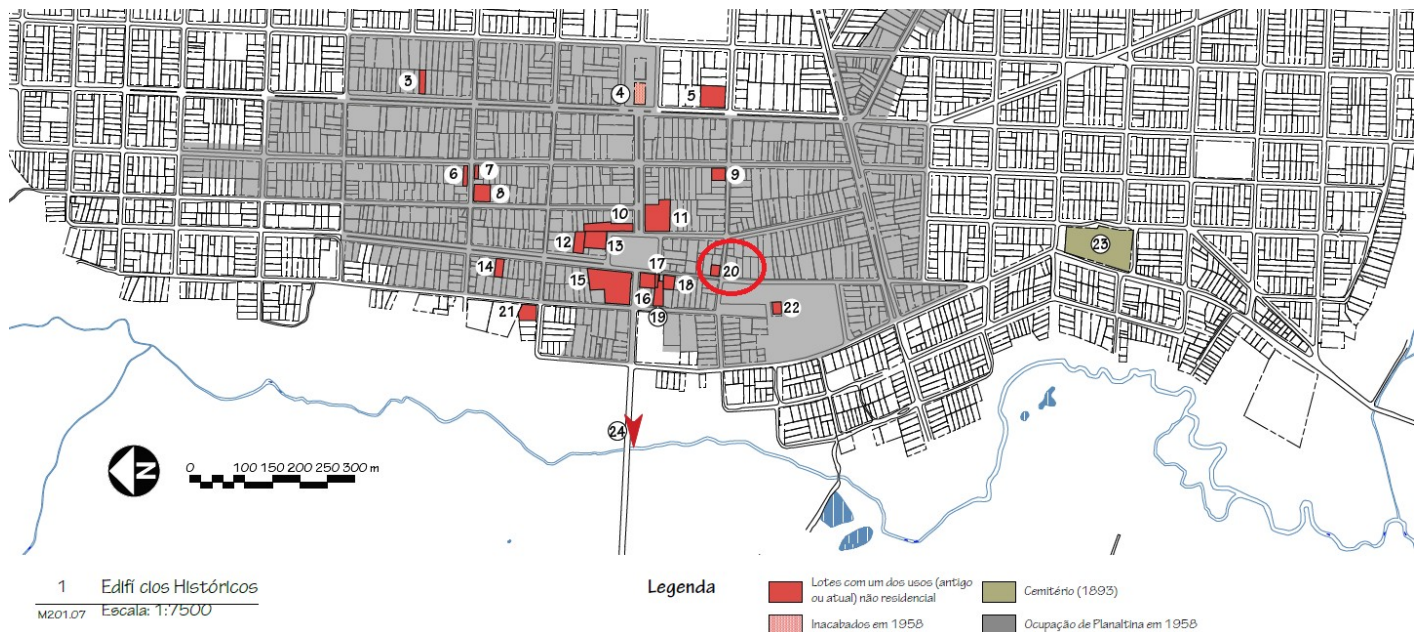 3
4
5
6
7
8
9
10
11
12
13
14
15
16
17
18
19
20
21
22
23
24
N
0 100 150 200 250 300 m
1 Edifí cios Históricos
M201.07 Escala: 1:7500
Legenda
Lotes com um dos usos (antigo
ou atual) não residencial
Inacabados em 1958
Cemitério (1893)
Ocupação de Planaltina em 1958